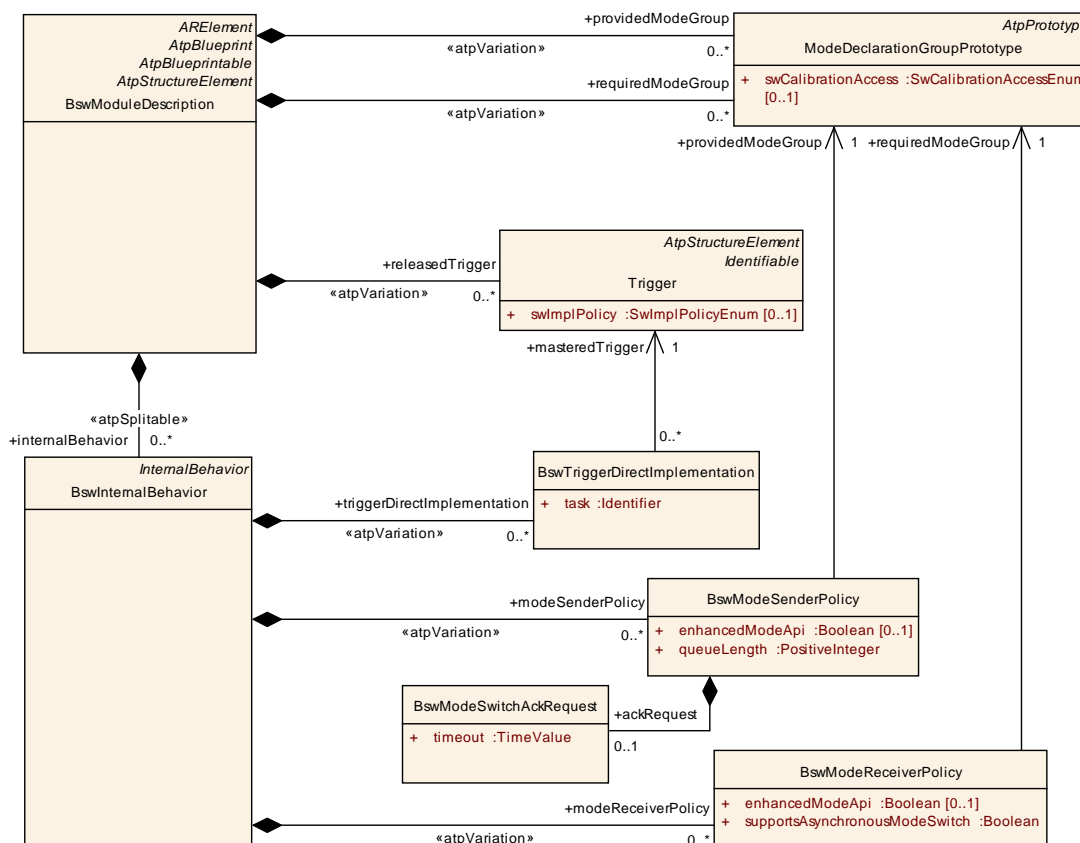 ARElement
AtpBlueprint
AtpBlueprintable
AtpStructureElement
BswModuleDescription
+providedModeGroup
«atpVariation»
0..*
+requiredModeGroup
«atpVariation»
0..*
AtpPrototyp
ModeDeclarationGroupPrototype
+ swCalibrationAccess :SwCalibrationAccessEnum
[0..1]
+providedModeGroup 1
+requiredModeGroup 1
+releasedTrigger
«atpVariation»
0..*
AtpStructureElement
Identifiable
Trigger
+ swImplPolicy :SwImplPolicyEnum [0..1]
+masteredTrigger 1
0..*
«atpSplitable»
+internalBehavior 0..*
InternalBehavior
BswInternalBehavior
+triggerDirectImplementation
«atpVariation»
0..*
BswTriggerDirectImplementation
+ task :Identifier
+modeSenderPolicy
«atpVariation»
0..*
BswModeSenderPolicy
+ enhancedModeApi :Boolean [0..1]
+ queueLength :PositiveInteger
BswModeSwitchAckRequest
+ timeout :TimeValue
+ackRequest
0..1
+modeReceiverPolicy
«atpVariation»
0..*
BswModeReceiverPolicy
+ enhancedModeApi :Boolean [0..1]
+ supportsAsynchronousModeSwitch :Boolean